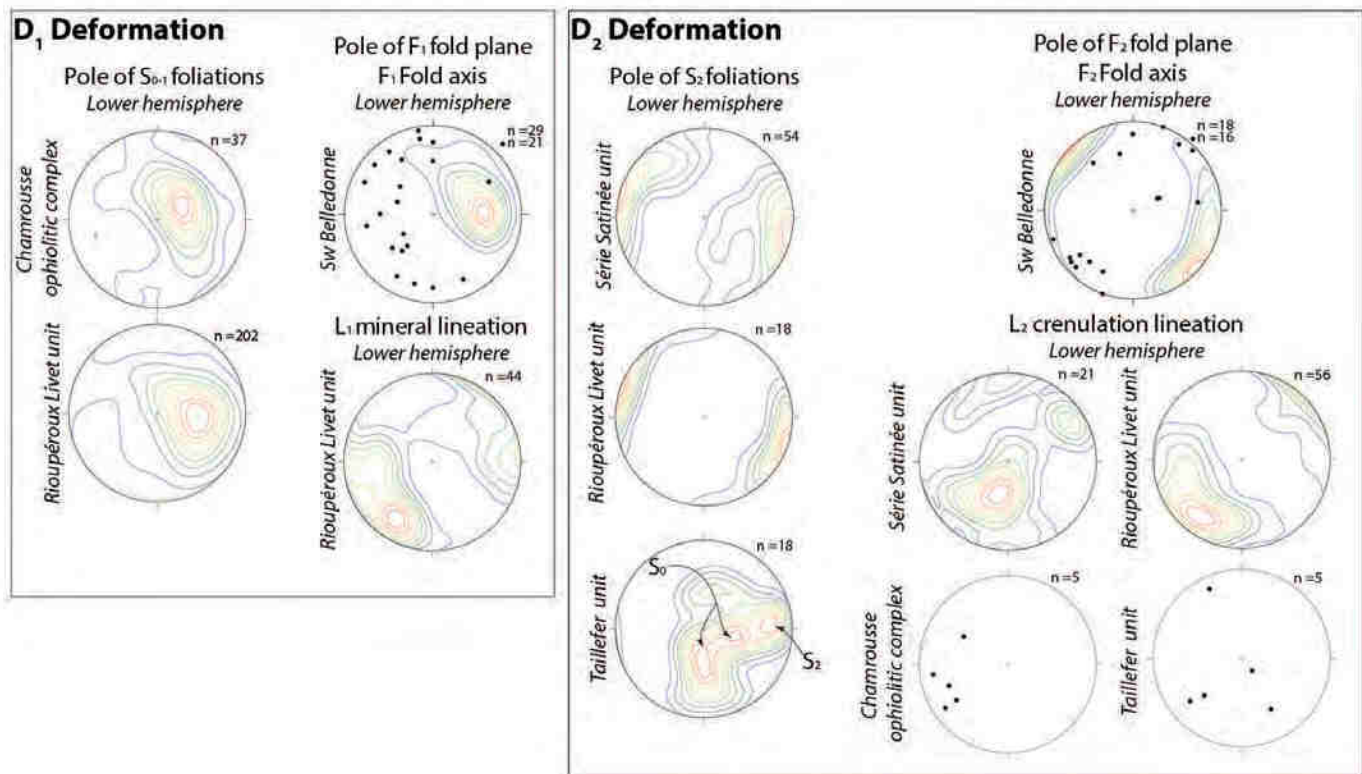 D₁ Deformation
Pole of S₀₋₁ foliations
Lower hemisphere
Chamrousse
ophiolitic complex
n =37
Rioupéroux Livet unit
n =202
Pole of F₁ fold plane
F₁ Fold axis
Lower hemisphere
Sw Belledonne
n =29
n =21
L₁ mineral lineation
Lower hemisphere
Rioupéroux Livet unit
n =44
D₂ Deformation
Pole of S₂ foliations
Lower hemisphere
Série Satinée unit
n =54
Rioupéroux Livet unit
n =18
Taillefer unit
n =18
S₀
S₂
Pole of F₂ fold plane
F₂ Fold axis
Lower hemisphere
Sw Belledonne
n =18
n =16
L₂ crenulation lineation
Lower hemisphere
Série Satinée unit
n =21
Rioupéroux Livet unit
n =56
Chamrousse
ophiolitic complex
n =5
Taillefer unit
n =5